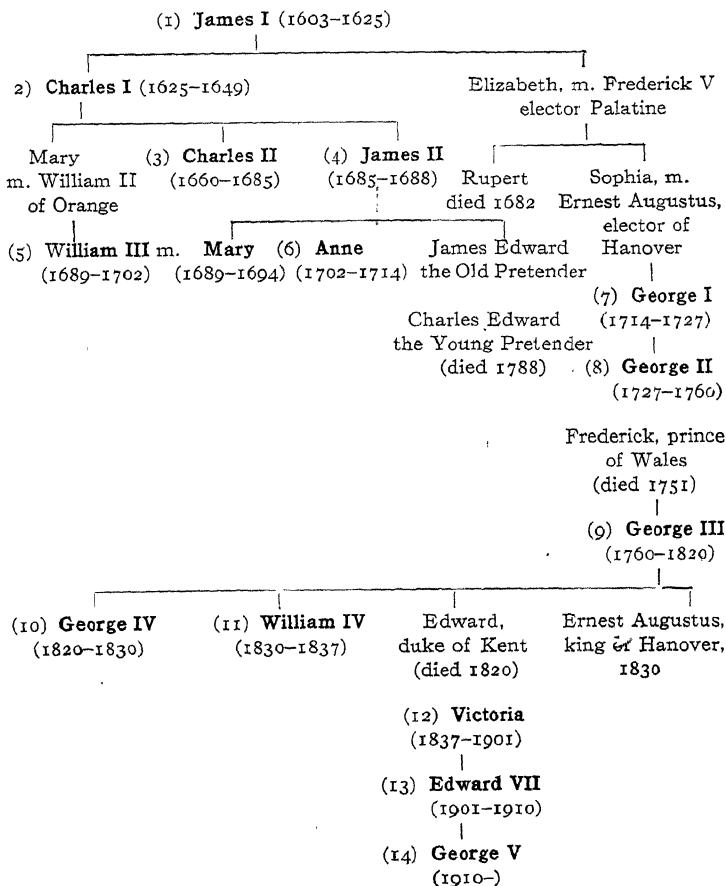 (1) James I (1603–1625)
2) Charles I (1625–1649)
Elizabeth, m. Frederick V
elector Palatine
Mary
m. William II
of Orange
(3) Charles II
(1660–1685)
(4) James II
(1685–1688)
Rupert
died 1682
Sophia, m.
Ernest Augustus,
elector of
Hanover
(5) William III m.
(1689–1702)
Mary
(1689–1694)
(6) Anne
(1702–1714)
James Edward
the Old Pretender
(7) George I
(1714–1727)
Charles Edward
the Young Pretender
(died 1788)
(8) George II
(1727–1760)
Frederick, prince
of Wales
(died 1751)
(9) George III
(1760–1820)
(10) George IV
(1820–1830)
(11) William IV
(1830–1837)
Edward,
duke of Kent
(died 1820)
Ernest Augustus,
king of Hanover,
1830
(12) Victoria
(1837–1901)
(13) Edward VII
(1901–1910)
(14) George V
(1910–)